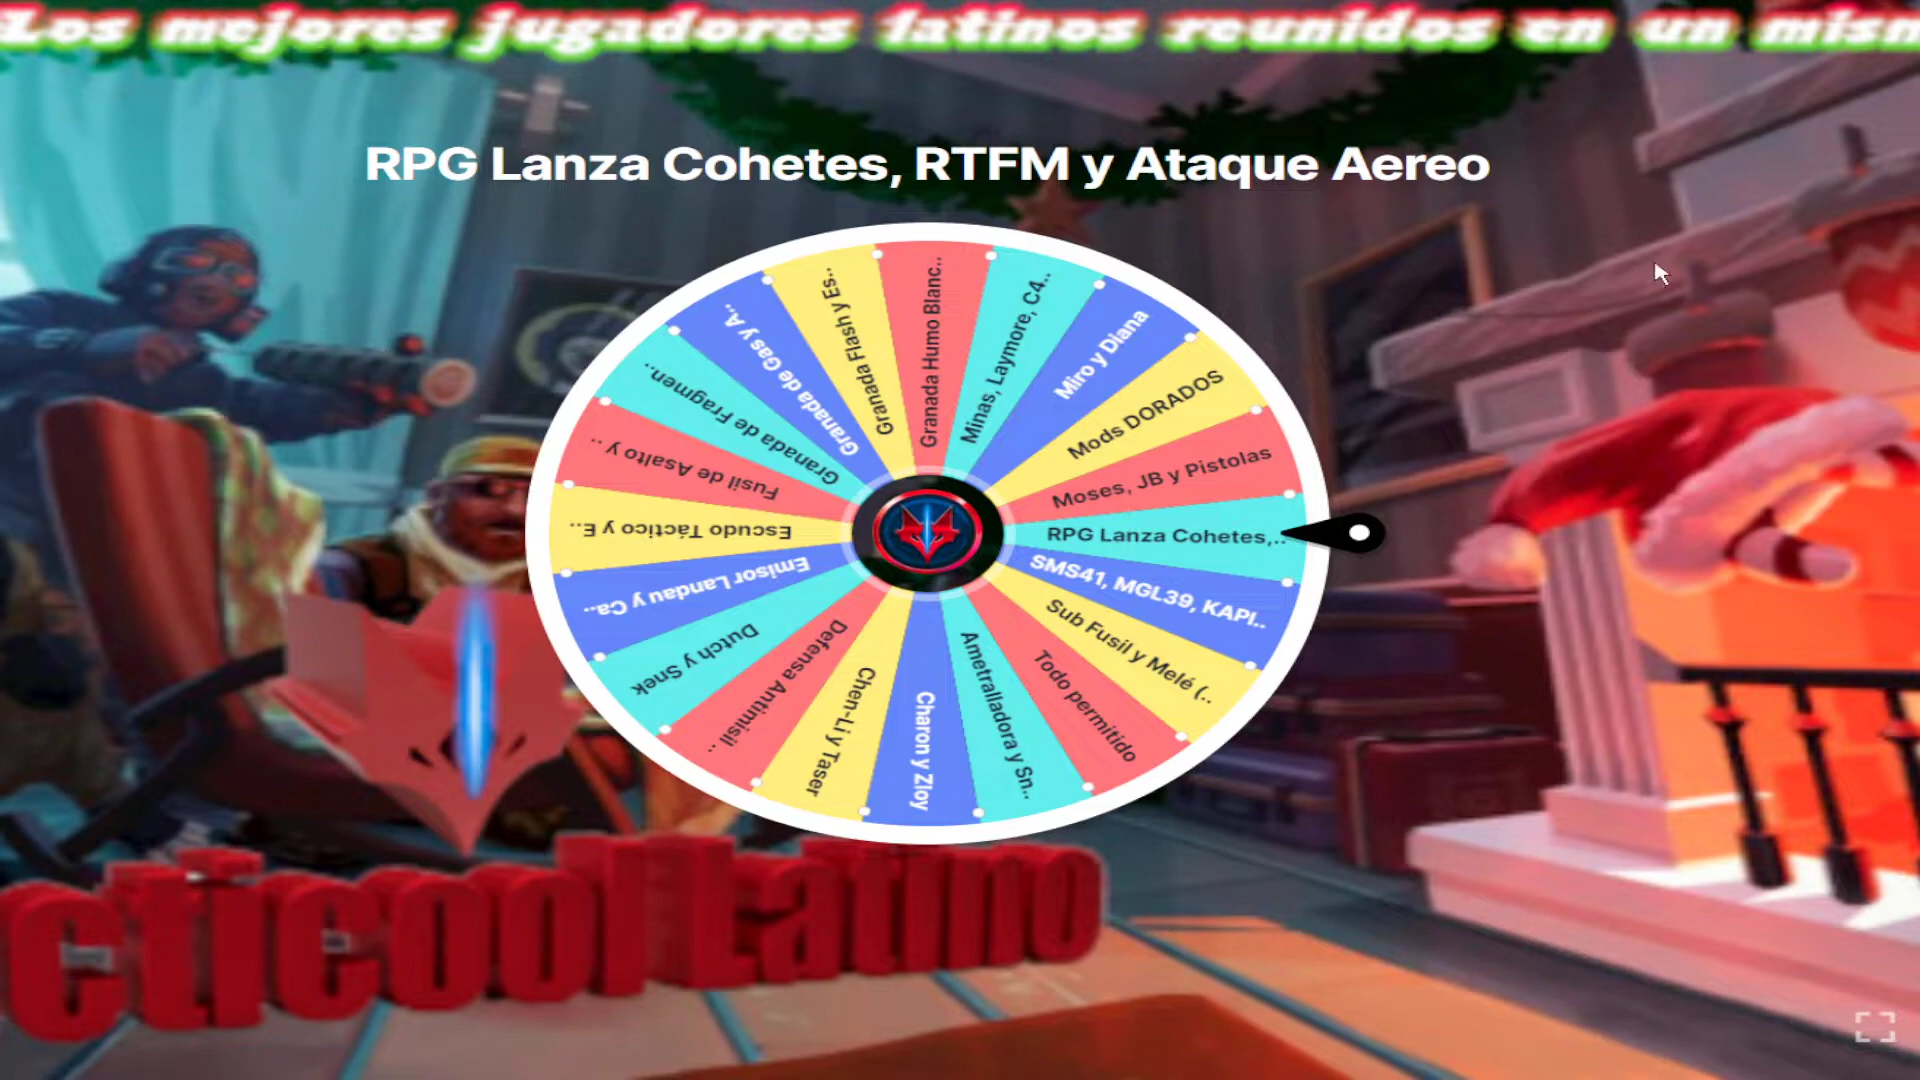 Los mejores jugadores latinos reunidos en un mism
RPG Lanza Cohetes, RTFM y Ataque Aereo
Granada Humo Blanc..
Minas, Laymore, C4..
Miro y Diana
Mods DORADOS
Moses, JB y Pistolas
RPG Lanza Cohetes,..
SMS41, MGL39, KAPI..
Sub Fusil y Melé (..
Todo permitido
Ametralladora y Sn..
Charon y Zloy
Chen-Li y Taser
Defensa Antimisil ..
Dutch y Snek
Emisor Landau y Ca..
Escudo Táctico y E..
Fusil de Asalto y ..
Granada de Fragmen..
Granada de Gas y A..
Granada Flash y Es..
cticool Latino